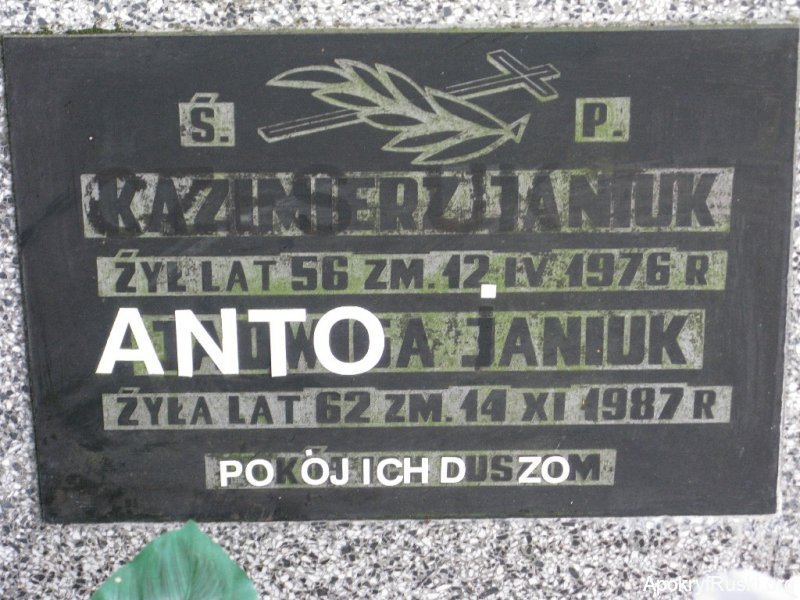 Ś. P.
KAZIMIERZ JANIUK
ŻYŁ LAT 56 ZM. 12 IV. 1976 R
ANTO JANIUK
ŻYŁA LAT 62 ZM. 14 XI 1987 R
POKÓJ ICH DUSZOM